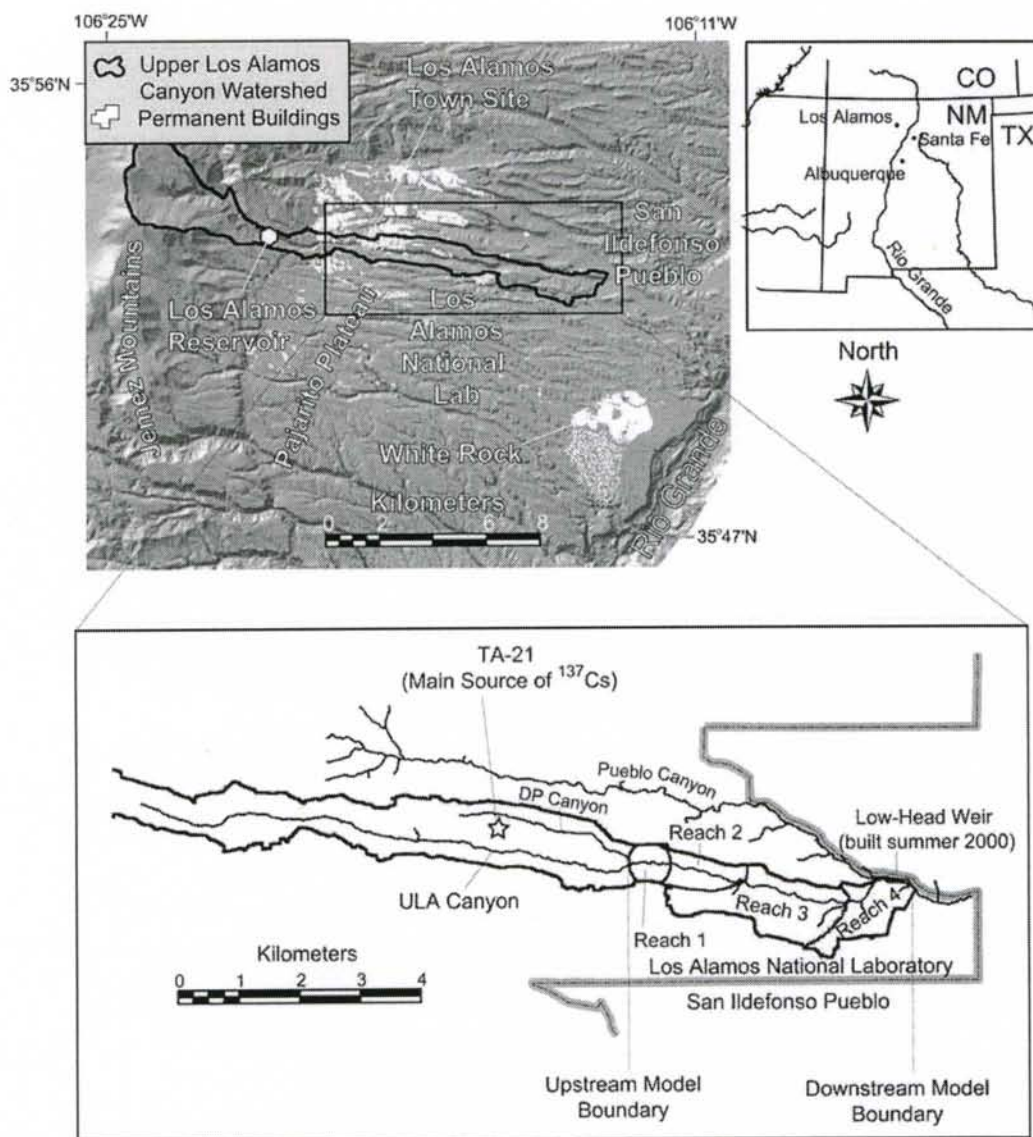 106°25'W
106°11'W
35°56'N
Upper Los Alamos
Canyon Watershed
Permanent Buildings
Los Alamos
Town Site
San
Ildefonso
Pueblo
Los Alamos
Reservoir
Los
Alamos
National
Lab
Jemez Mountains
Pajarito Plateau
White Rock
Rio Grande
Kilometers
0 2 6 8
35°47'N
CO
NM
TX
Los Alamos
Santa Fe
Albuquerque
Rio Grande
North
TA-21
(Main Source of ¹³⁷Cs)
Pueblo Canyon
DP Canyon
Reach 2
Low-Head Weir
(built summer 2000)
ULA Canyon
Reach 3
Reach 4
Reach 1
Kilometers
0 1 2 3 4
Los Alamos National Laboratory
San Ildefonso Pueblo
Upstream Model
Boundary
Downstream Model
Boundary